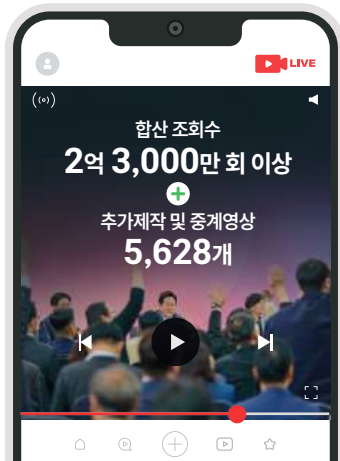 LIVE
합산 조회수
2억 3,000만 회 이상
추가제작 및 중계영상
5,628개